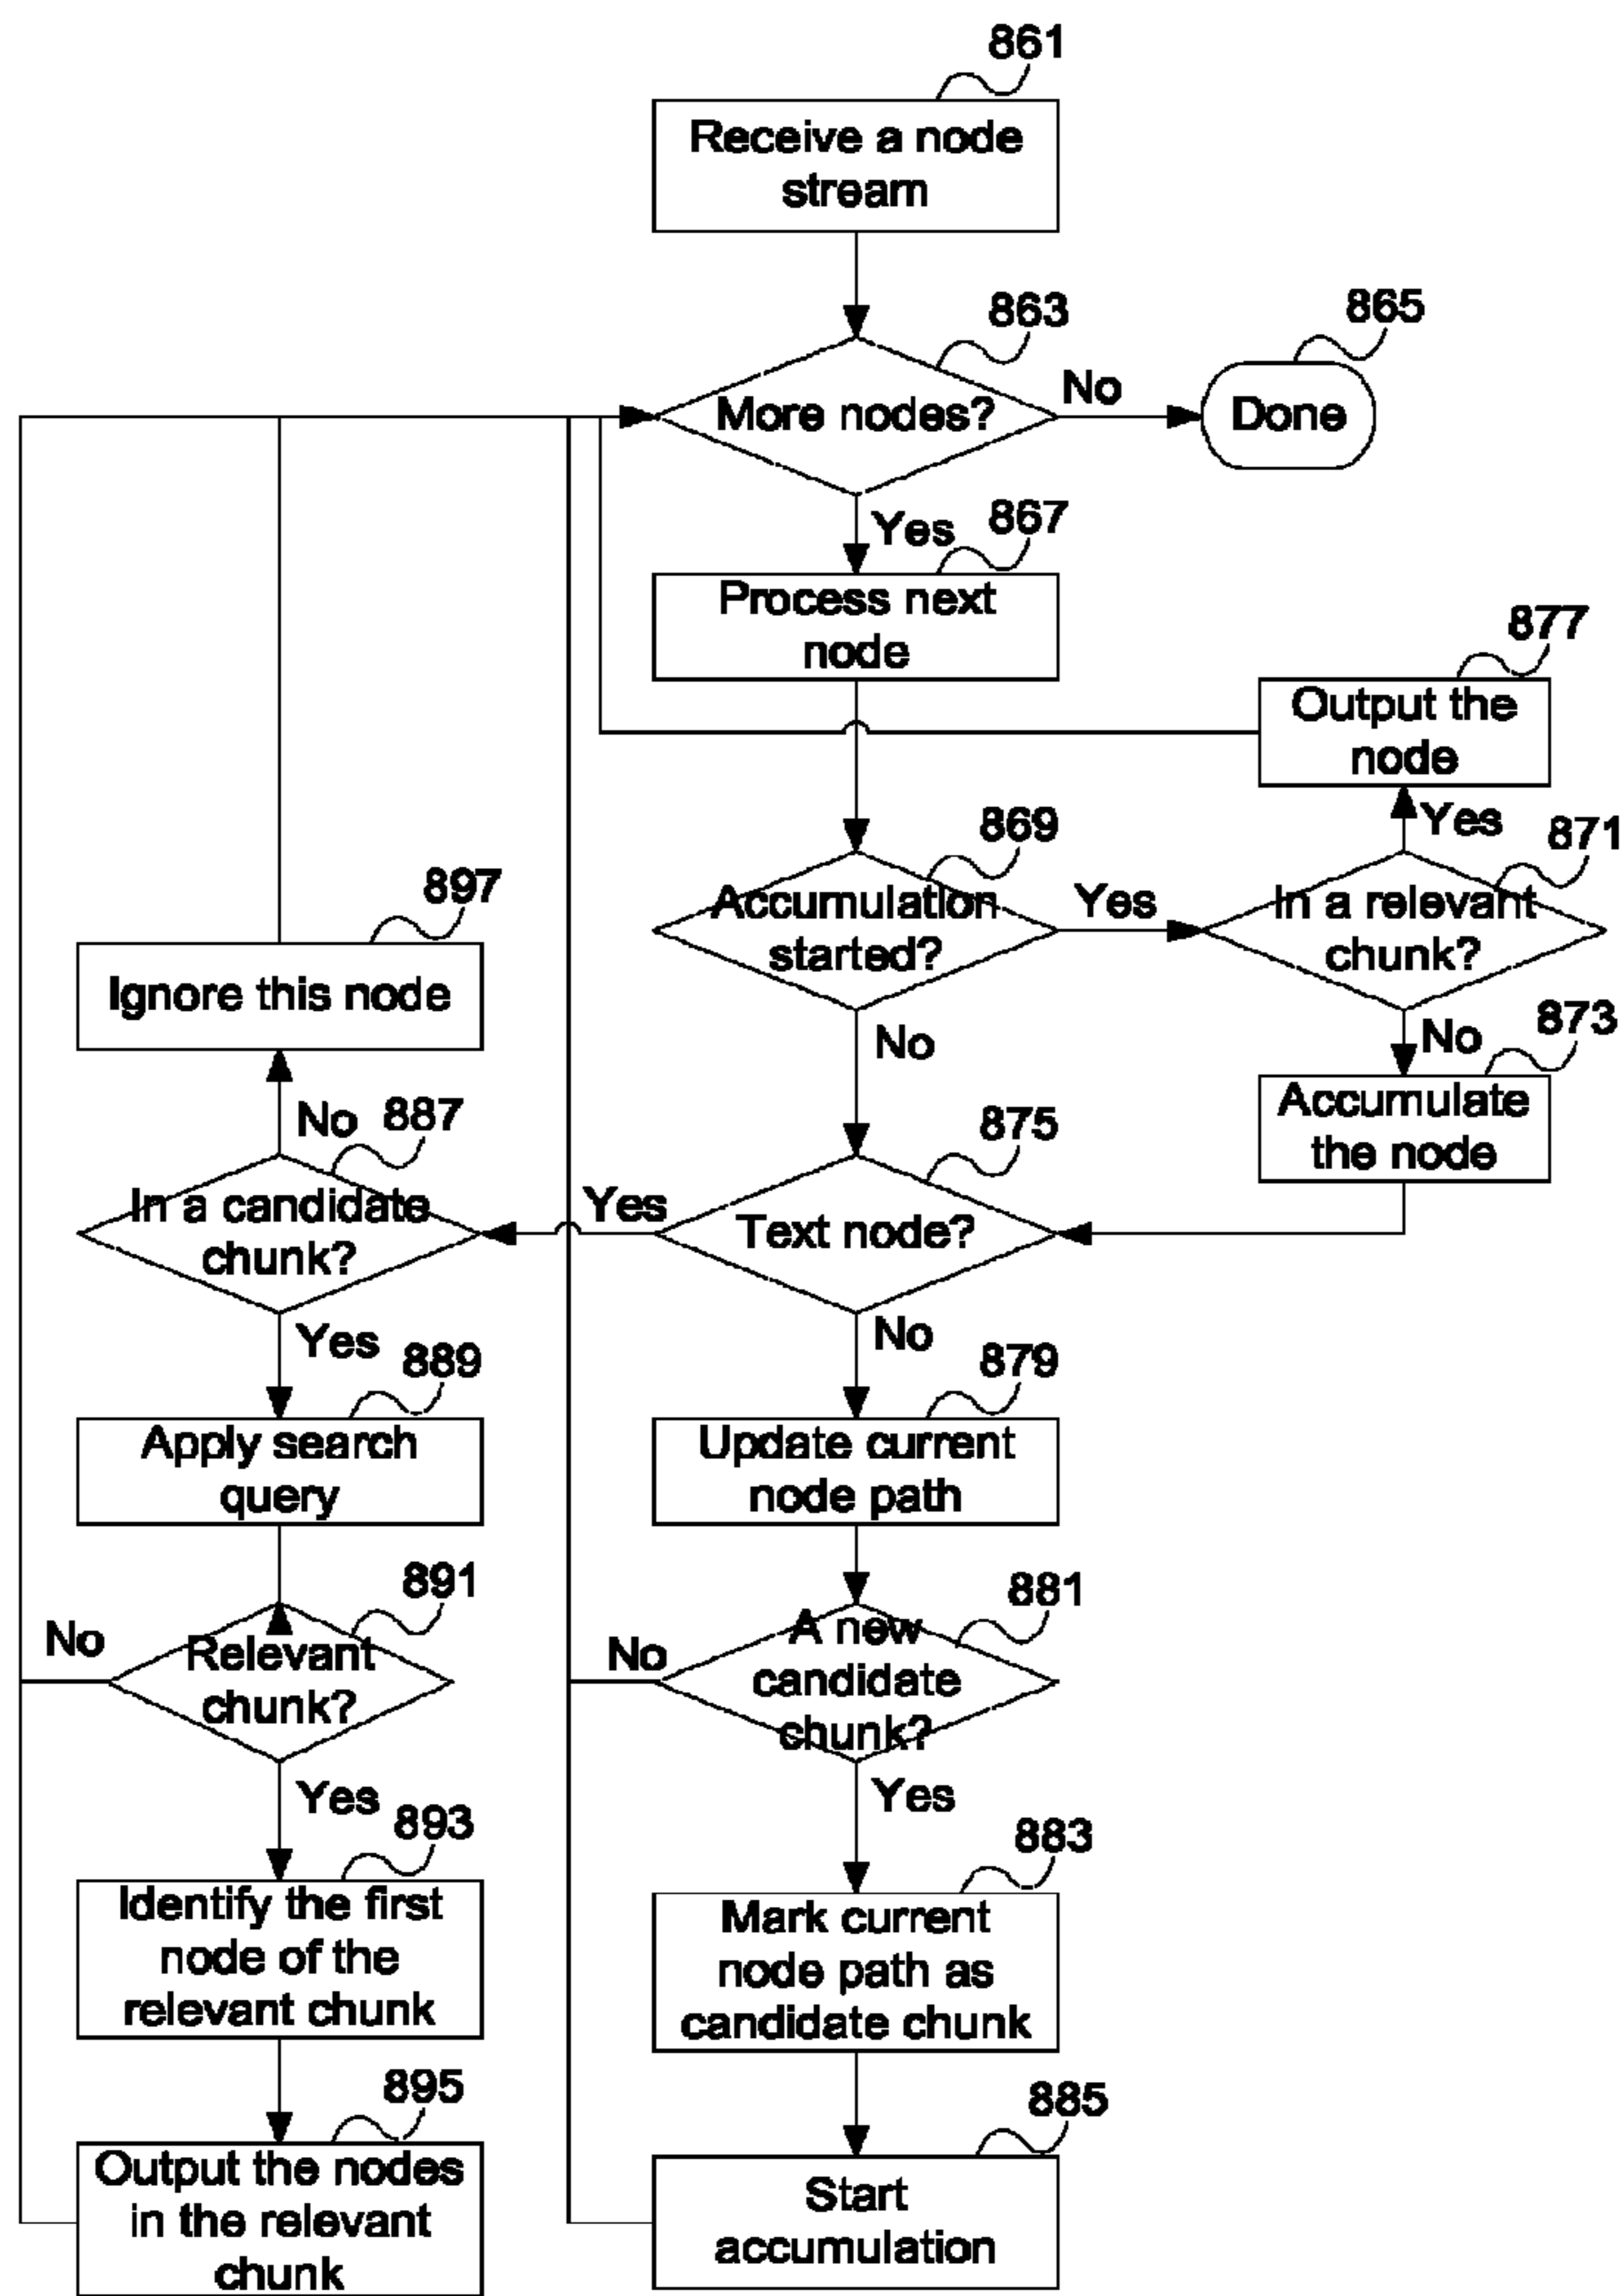 861
Receive a node
stream
863
865
More nodes?
No
Done
Yes
867
Process next
node
877
Output the
node
Yes
869
871
Accumulation
started?
Yes
In a relevant
chunk?
897
Ignore this node
No
No
873
Accumulate
the node
No
887
875
In a candidate
chunk?
Yes
Text node?
Yes
No
889
879
Apply search
query
Update current
node path
891
881
No
Relevant
chunk?
No
A new
candidate
chunk?
Yes
Yes
893
883
Identify the first
node of the
relevant chunk
Mark current
node path as
candidate chunk
895
885
Output the nodes
in the relevant
chunk
Start
accumulation